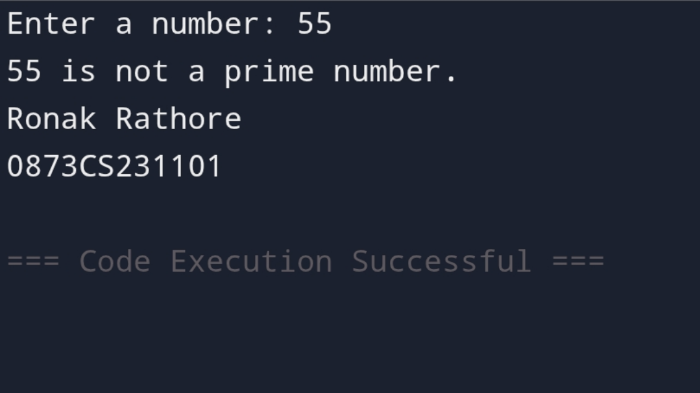 Enter a number: 55
55 is not a prime number.
Ronak Rathore
0873CS231101
=== Code Execution Successful ===